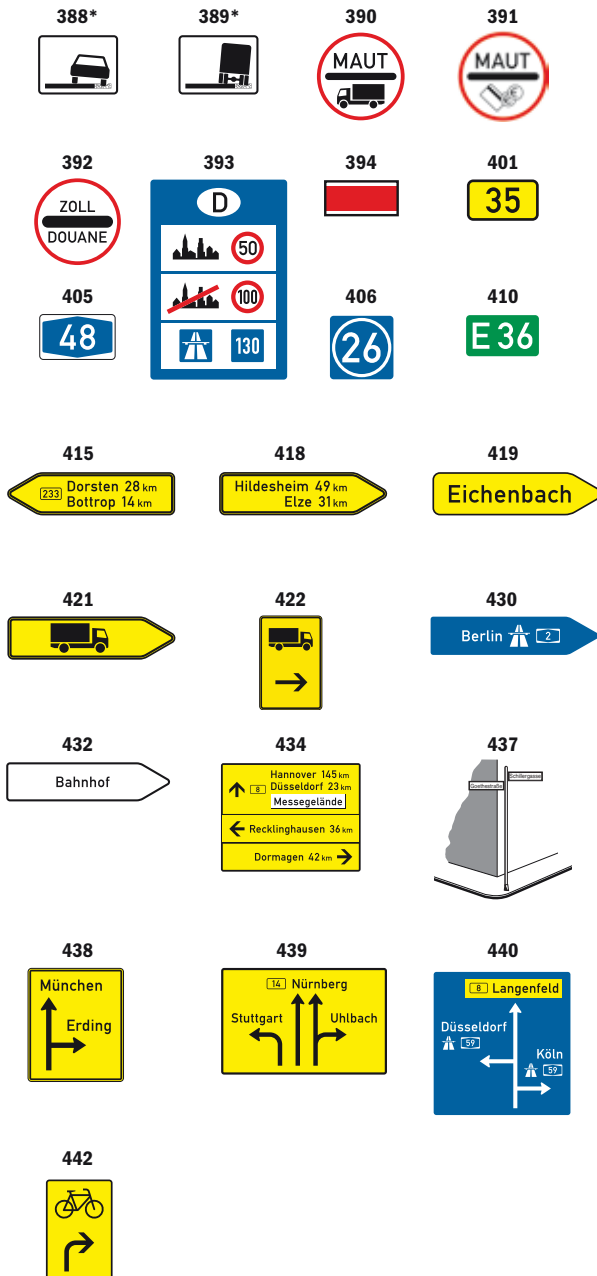 388*
389*
390
391
MAUT
MAUT
392
393
394
401
ZOLL
DOUANE
D
50
100
130
35
405
406
410
48
26
E 36
415
418
419
233 Dorsten 28 km
Bottrop 14 km
Hildesheim 49 km
Elze 31 km
Eichenbach
421
422
430
Berlin 2
432
434
437
Bahnhof
Hannover 145 km
8 Düsseldorf 23 km
Messegelände
Recklinghausen 36 km
Dormagen 42 km
Schillergasse
Goethestraße
438
439
440
München
Erding
14 Nürnberg
Stuttgart
Uhlbach
8 Langenfeld
Düsseldorf
59
Köln
59
442